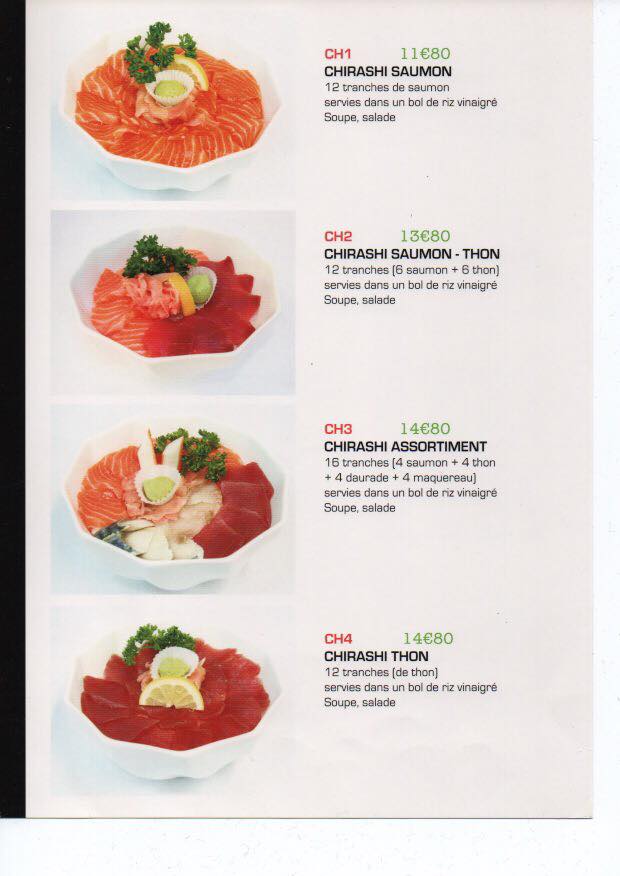 CH1 11€80
CHIRASHI SAUMON
12 tranches de saumon
servies dans un bol de riz vinaigré
Soupe, salade
CH2 13€80
CHIRASHI SAUMON - THON
12 tranches (6 saumon + 6 thon)
servies dans un bol de riz vinaigré
Soupe, salade
CH3 14€80
CHIRASHI ASSORTIMENT
16 tranches (4 saumon + 4 thon
+ 4 daurade + 4 maquereau)
servies dans un bol de riz vinaigré
Soupe, salade
CH4 14€80
CHIRASHI THON
12 tranches (de thon)
servies dans un bol de riz vinaigré
Soupe, salade